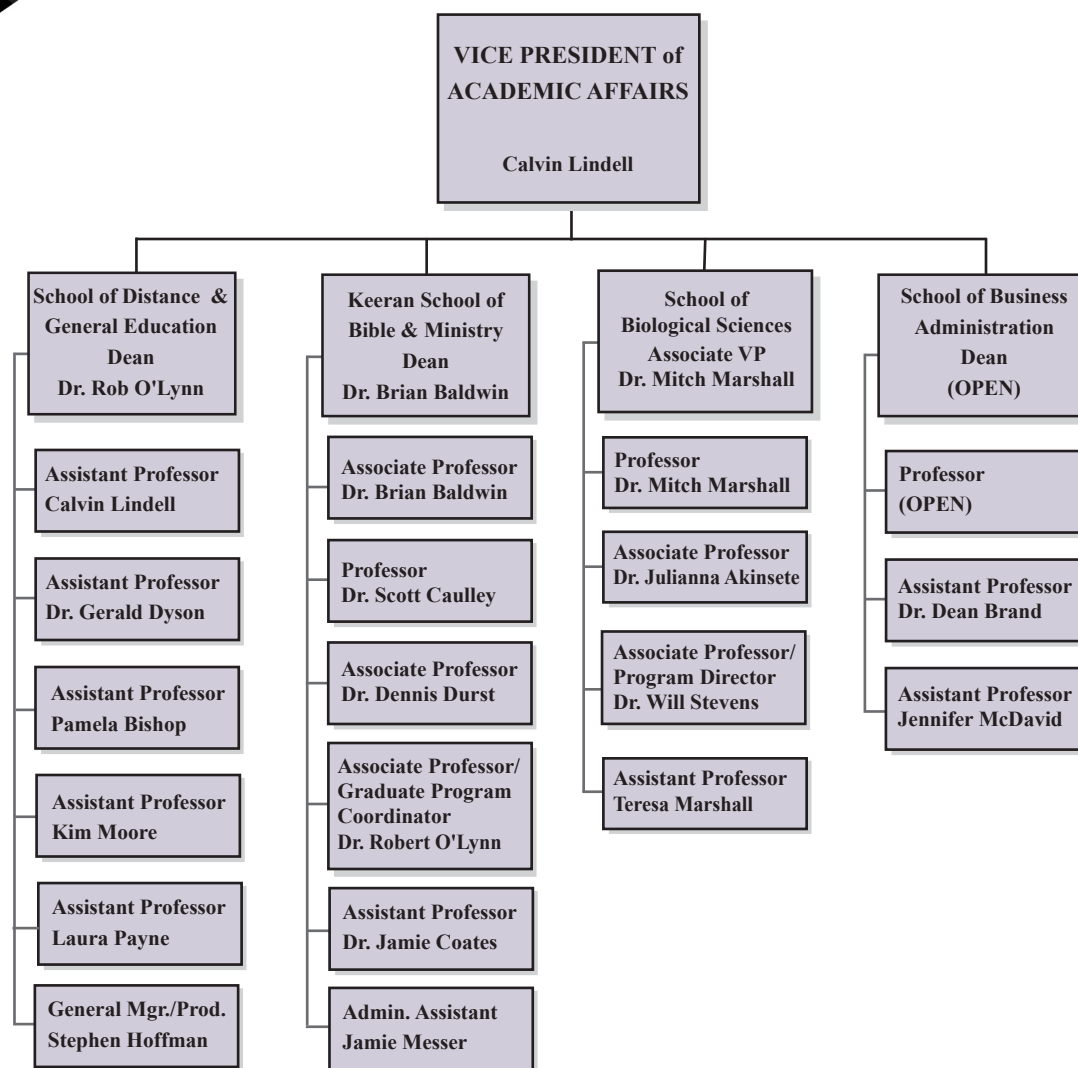 VICE PRESIDENT of
ACADEMIC AFFAIRS
Calvin Lindell
School of Distance &
General Education
Dean
Dr. Rob O'Lynn
Assistant Professor
Calvin Lindell
Assistant Professor
Dr. Gerald Dyson
Assistant Professor
Pamela Bishop
Assistant Professor
Kim Moore
Assistant Professor
Laura Payne
General Mgr./Prod.
Stephen Hoffman
Keeran School of
Bible & Ministry
Dean
Dr. Brian Baldwin
Associate Professor
Dr. Brian Baldwin
Professor
Dr. Scott Caulley
Associate Professor
Dr. Dennis Durst
Associate Professor/
Graduate Program
Coordinator
Dr. Robert O'Lynn
Assistant Professor
Dr. Jamie Coates
Admin. Assistant
Jamie Messer
School of
Biological Sciences
Associate VP
Dr. Mitch Marshall
Professor
Dr. Mitch Marshall
Associate Professor
Dr. Julianna Akinsete
Associate Professor/
Program Director
Dr. Will Stevens
Assistant Professor
Teresa Marshall
School of Business
Administration
Dean
(OPEN)
Professor
(OPEN)
Assistant Professor
Dr. Dean Brand
Assistant Professor
Jennifer McDavid